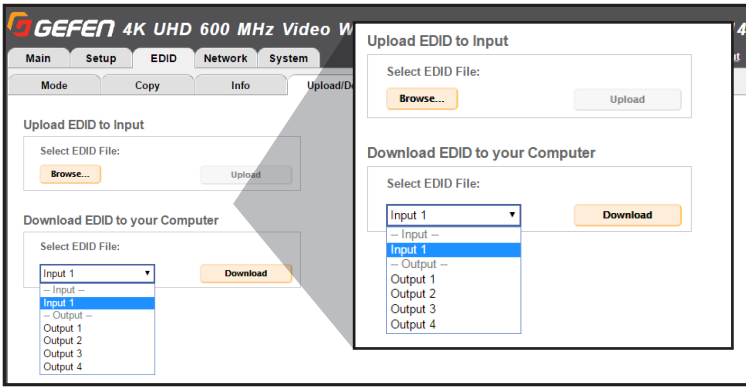 GEFEN 4K UHD 600 MHz Video W
Main Setup EDID Network System
Mode Copy Info
Upload EDID to Input
Select EDID File:
Browse... Upload
Download EDID to your Computer
Select EDID File:
Input 1 Download
-- Input --
Input 1
-- Output --
Output 1
Output 2
Output 3
Output 4
Upload EDID to Input
Select EDID File:
Browse... Upload
Download EDID to your Computer
Select EDID File:
Input 1 Download
-- Input --
Input 1
-- Output --
Output 1
Output 2
Output 3
Output 4